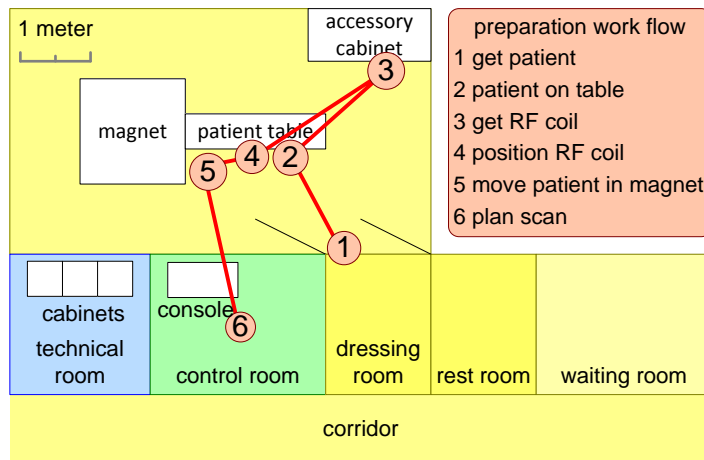 1 meter
accessory
cabinet
3
magnet
patient table
4
2
5
1
cabinets
technical
room
console
6
control room
dressing
room
rest room
waiting room
corridor
preparation work flow
1 get patient
2 patient on table
3 get RF coil
4 position RF coil
5 move patient in magnet
6 plan scan